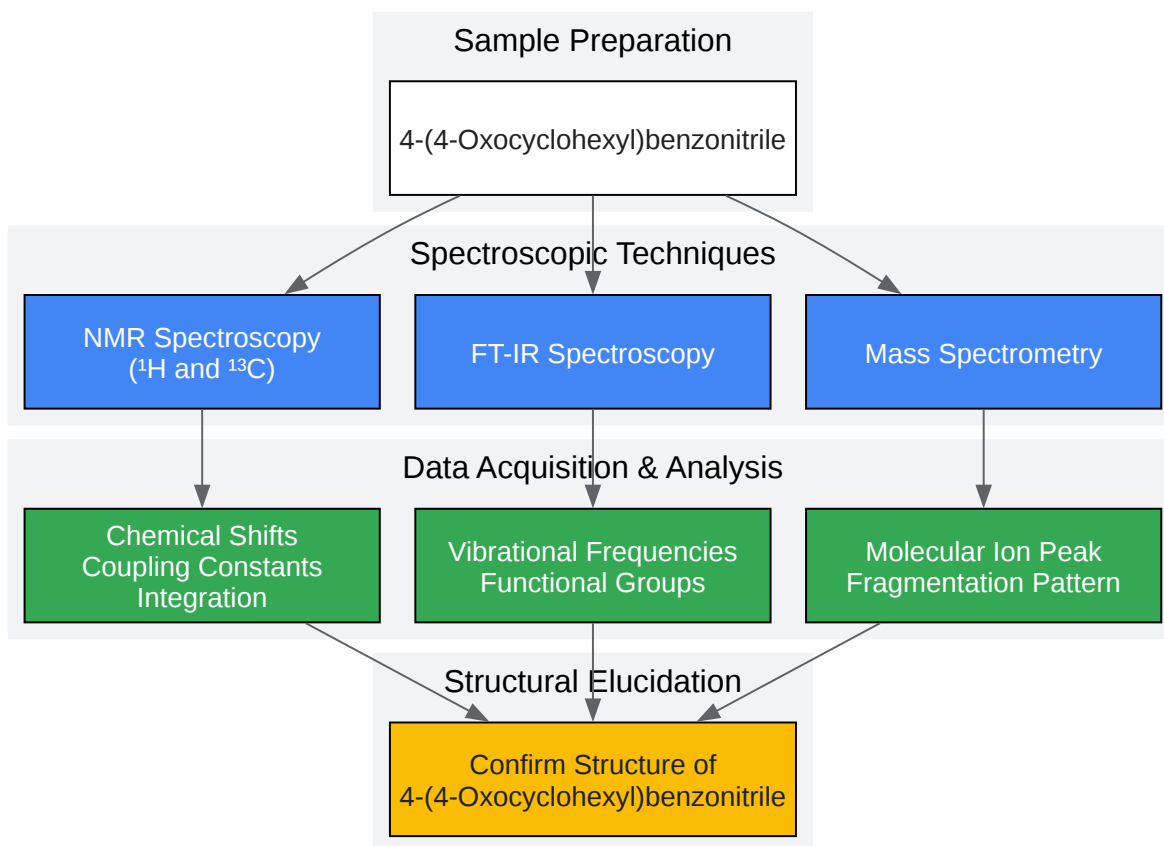 Sample Preparation
4-(4-Oxocyclohexyl)benzonitrile
Spectroscopic Techniques
NMR Spectroscopy
(¹H and ¹³C)
FT-IR Spectroscopy
Mass Spectrometry
Data Acquisition & Analysis
Chemical Shifts
Coupling Constants
Integration
Vibrational Frequencies
Functional Groups
Molecular Ion Peak
Fragmentation Pattern
Structural Elucidation
Confirm Structure of
4-(4-Oxocyclohexyl)benzonitrile